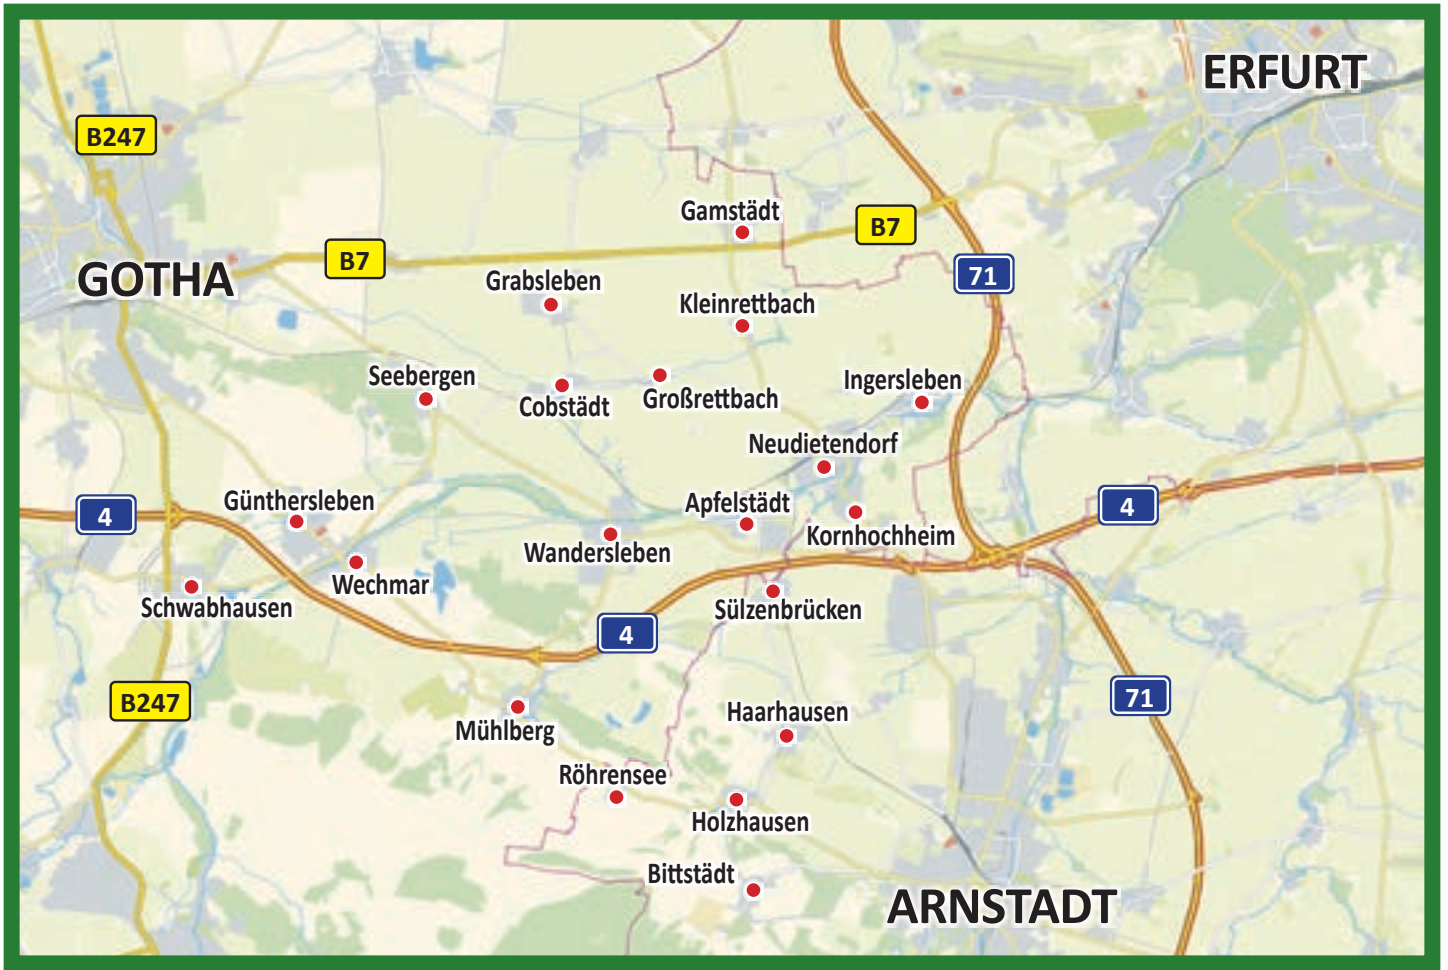 ERFURT
B247
Gamstädt
B7
B7
71
GOTHA
Grabsleben
Kleinrettbach
Seebergen
Cobstädt
Großrettbach
Ingersleben
Neudietendorf
Günthersleben
4
Apfelstädt
4
Kornhochheim
Wandersleben
Wechmar
Schwabhausen
Sülzenbrücken
4
B247
71
Mühlberg
Haarhausen
Röhrensee
Holzhausen
Bittstädt
ARNSTADT